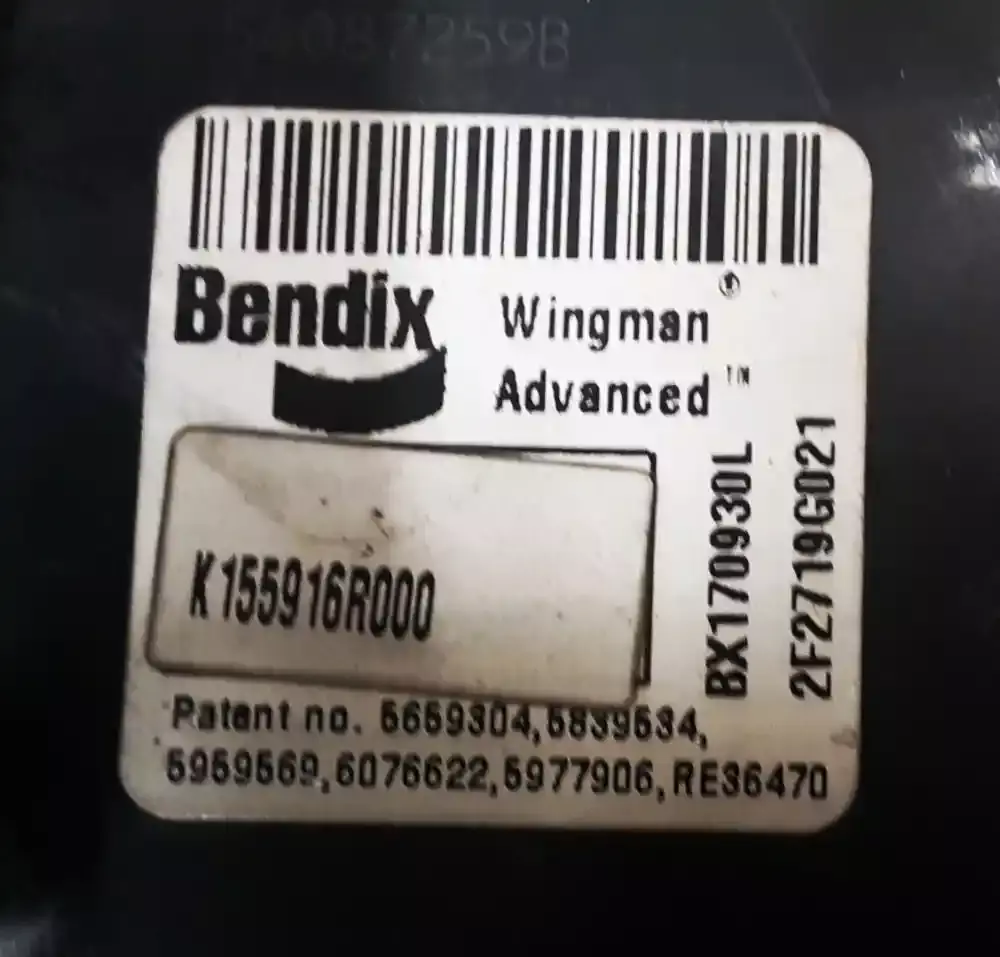 Bendix
Wingman®
Advanced™
K155916R000
BX170930L
2F2719G021
Patent no. 5659304,5839534,
5959569,6076622,5977906,RE36470